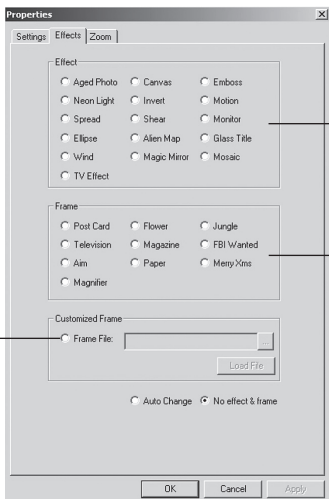 Properties X
Settings Effects Zoom
Effect
Aged Photo Canvas Emboss
Neon Light Invert Motion
Spread Shear Monitor
Ellipse Alien Map Glass Title
Wind Magic Mirror Mosaic
TV Effect
Frame
Post Card Flower Jungle
Television Magazine FBI Wanted
Aim Paper Merry Xms
Magnifier
Customized Frame
Frame File: ...
Load File
Auto Change No effect & frame
OK Cancel Apply